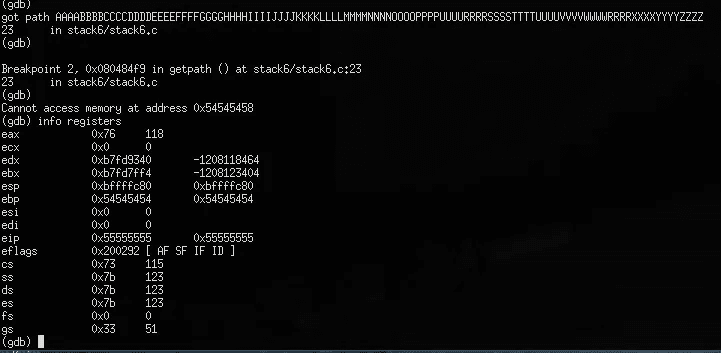 (gdb)
got path AAAABBBBCCCCDDDDEEEEFFFFGGGGHHHHIIIIJJJJKKKKLLLLMMMMNNNNOOOOPPPPUUUURRRRSSSSTTTTUUUUVVVVWWWWRRRRXXXXYYYYZZZZ
23 in stack6/stack6.c
(gdb)
Breakpoint 2, 0x080484f9 in getpath () at stack6/stack6.c:23
23 in stack6/stack6.c
(gdb)
Cannot access memory at address 0x54545458
(gdb) info registers
eax 0x76 118
ecx 0x0 0
edx 0xb7fd9340 -1208118464
ebx 0xb7fd7ff4 -1208123404
esp 0xbffffc80 0xbffffc80
ebp 0x54545454 0x54545454
esi 0x0 0
edi 0x0 0
eip 0x55555555 0x55555555
eflags 0x200292 [ AF SF IF ID ]
cs 0x73 115
ss 0x7b 123
ds 0x7b 123
es 0x7b 123
fs 0x0 0
gs 0x33 51
(gdb)